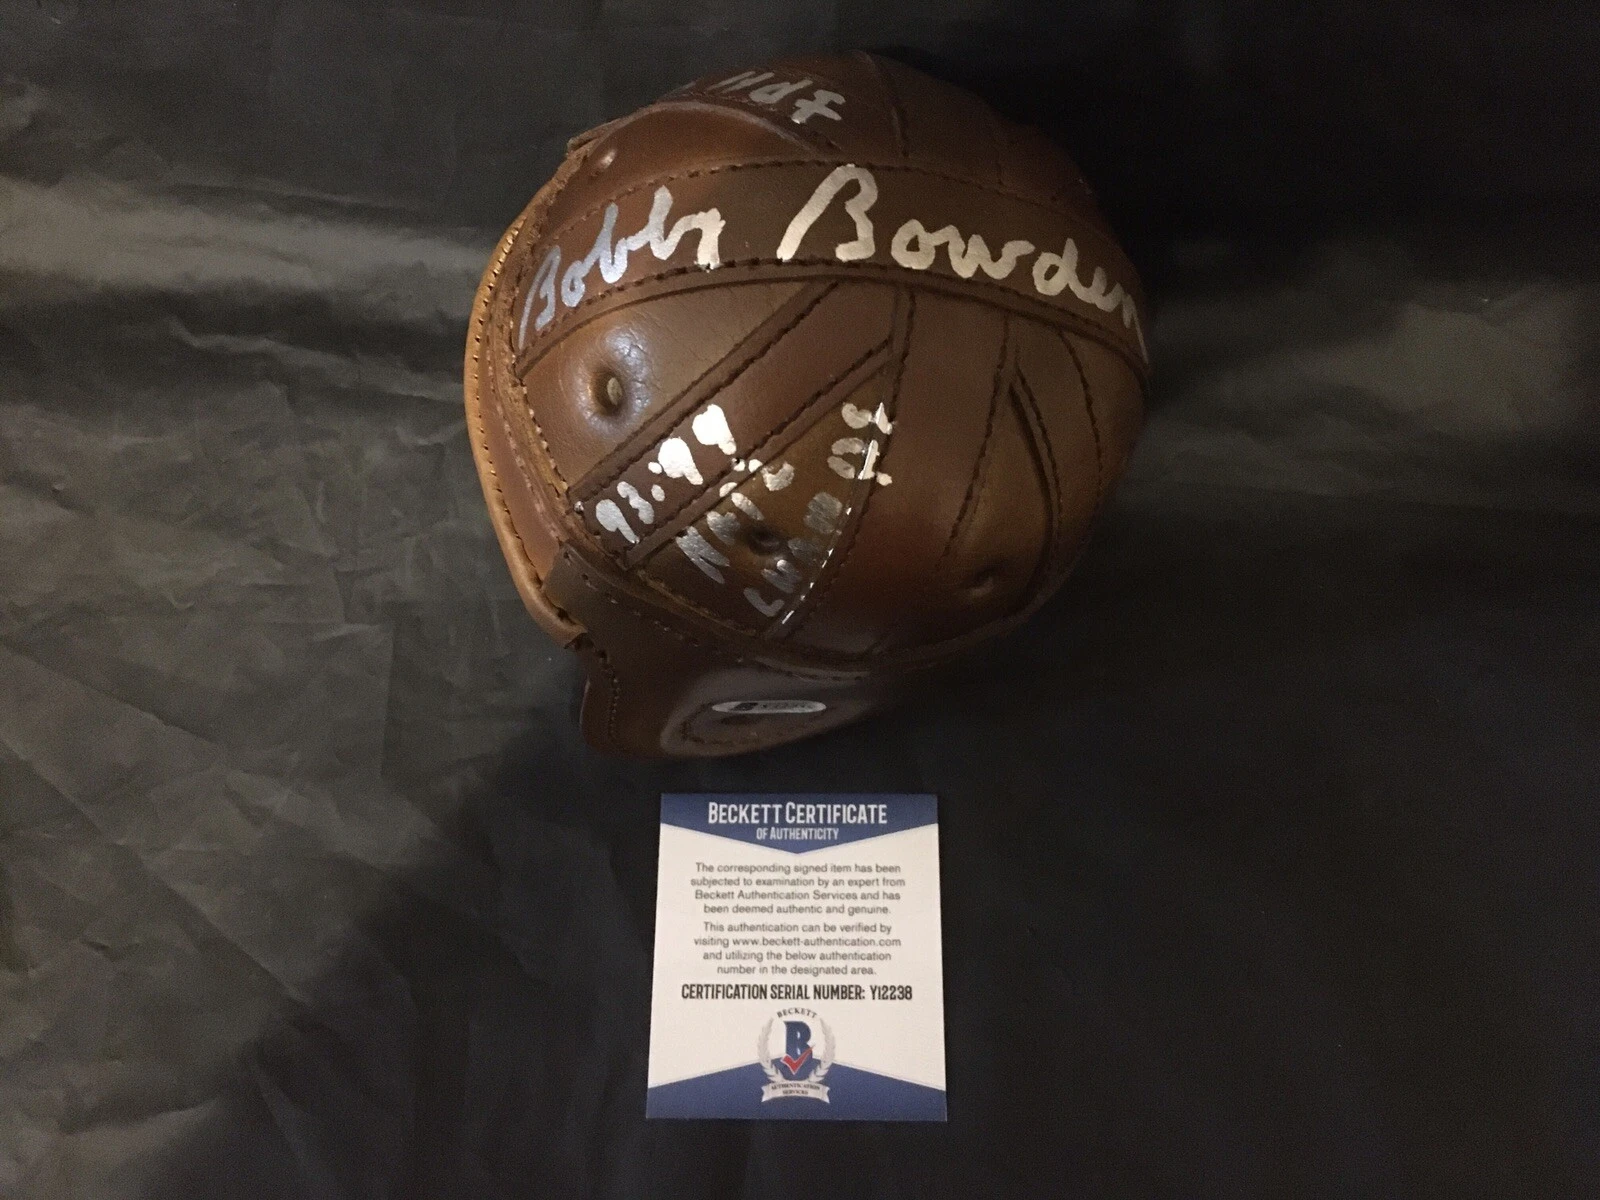 Bobby Bowden
93.99
BECKETT CERTIFICATE
OF AUTHENTICITY
The corresponding signed item has been
subjected to examination by an expert from
Beckett Authentication Services and has
been deemed authentic and genuine.
This authentication can be verified by
visiting www.beckett-authentication.com
and utilizing the below authentication
number in the designated area.
CERTIFICATION SERIAL NUMBER: Y12238
BECKETT
B
AUTHENTICATION
SERVICES